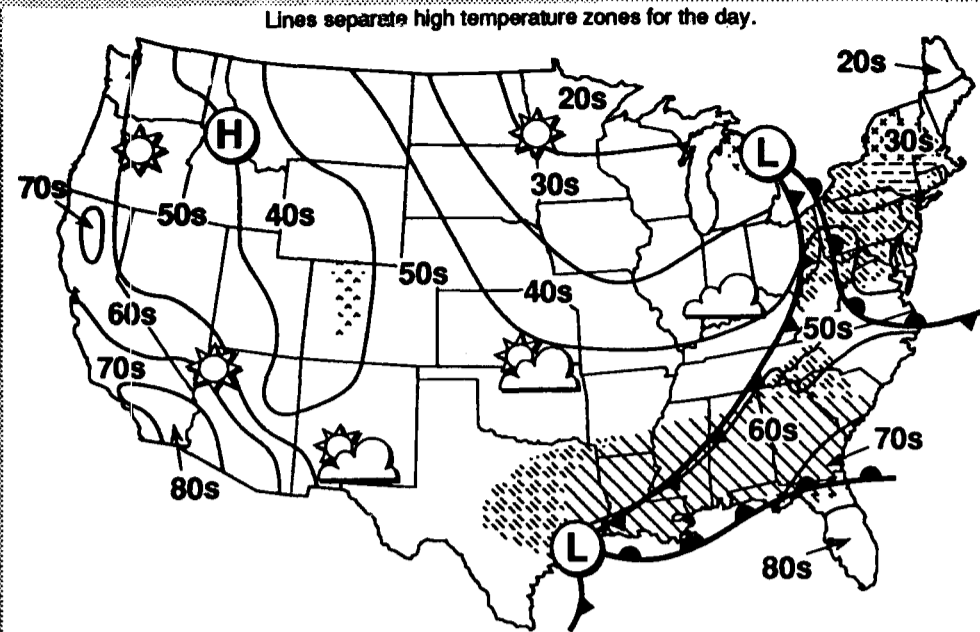 Lines separate high temperature zones for the day.
20s
20s
H
L
30s
70s
30s
50s
40s
50s
40s
60s
50s
70s
60s
70s
80s
L
80s